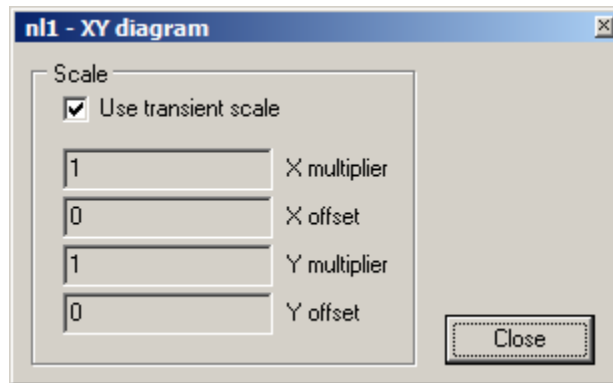 nl1 - XY diagram
Scale
Use transient scale
1 X multiplier
0 X offset
1 Y multiplier
0 Y offset
Close